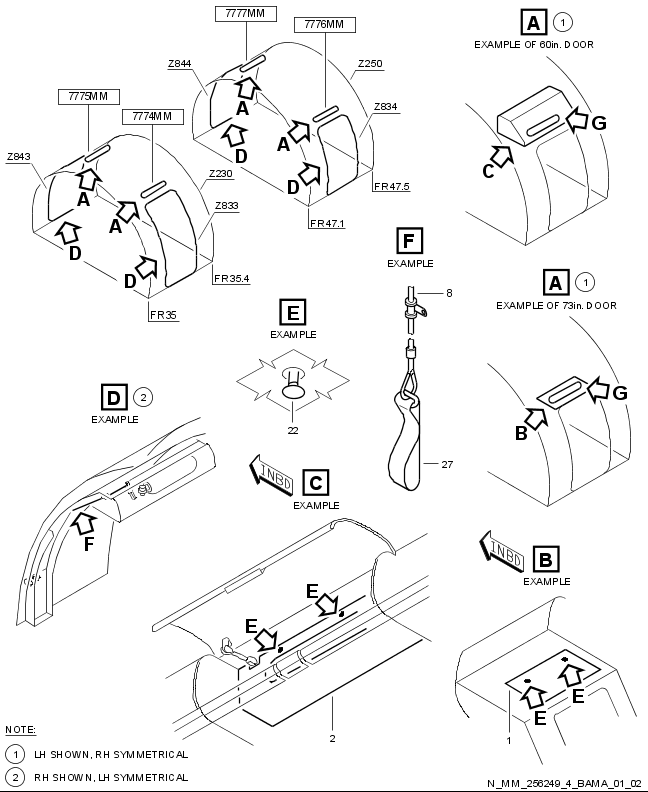 7777MM
7776MM
Z844
Z250
A
A
D
D
Z834
FR47.5
FR47.1
7775MM
7774MM
Z843
Z230
A
A
D
D
Z833
FR35.4
FR35
A 1
EXAMPLE OF 60in. DOOR
G
C
F
EXAMPLE
8
27
A 1
EXAMPLE OF 73in. DOOR
G
B
E
EXAMPLE
22
D 2
EXAMPLE
F
INBD
C
EXAMPLE
E
E
2
INBD
B
EXAMPLE
E
E
1
NOTE:
1 LH SHOWN, RH SYMMETRICAL
2 RH SHOWN, LH SYMMETRICAL
N_MM_256249_4_BAMA_01_02